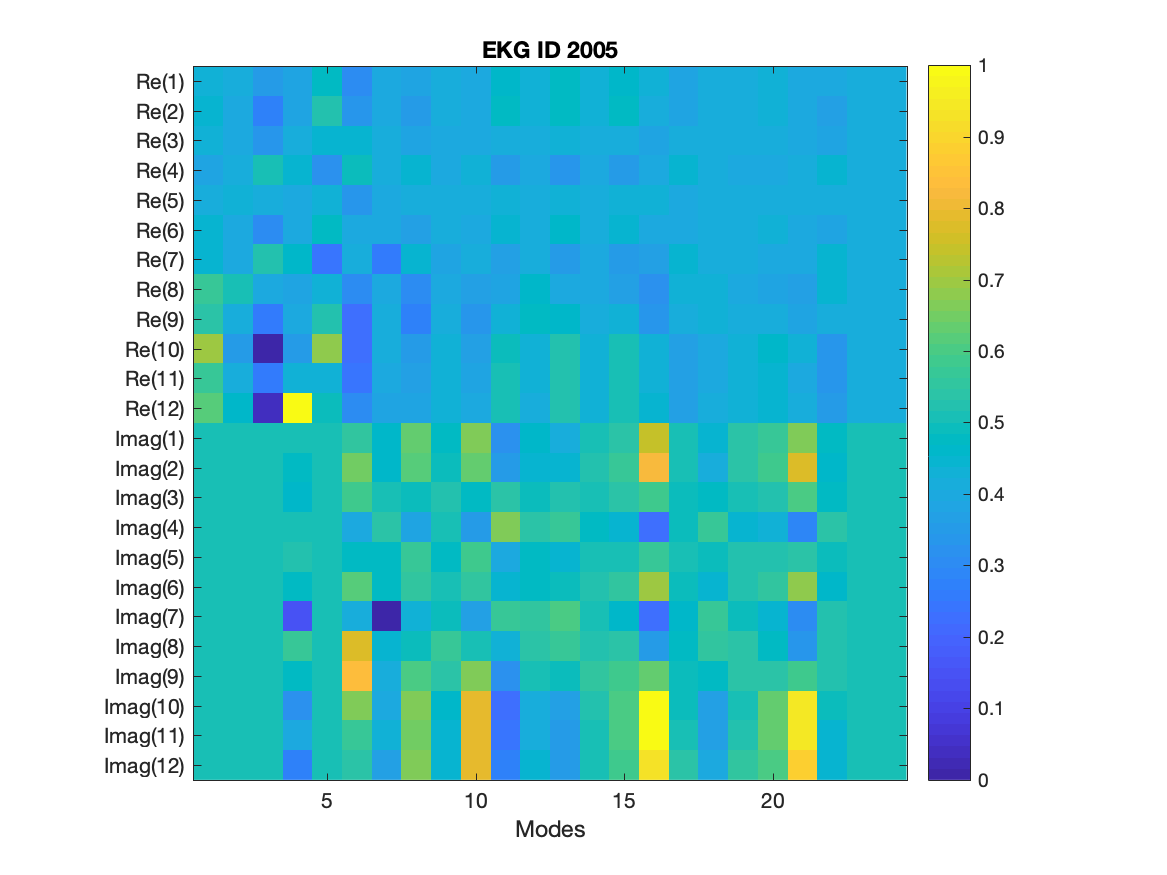 EKG ID 2005
Re(1)
Re(2)
Re(3)
Re(4)
Re(5)
Re(6)
Re(7)
Re(8)
Re(9)
Re(10)
Re(11)
Re(12)
Imag(1)
Imag(2)
Imag(3)
Imag(4)
Imag(5)
Imag(6)
Imag(7)
Imag(8)
Imag(9)
Imag(10)
Imag(11)
Imag(12)
5 10 15 20
Modes
1
0.9
0.8
0.7
0.6
0.5
0.4
0.3
0.2
0.1
0